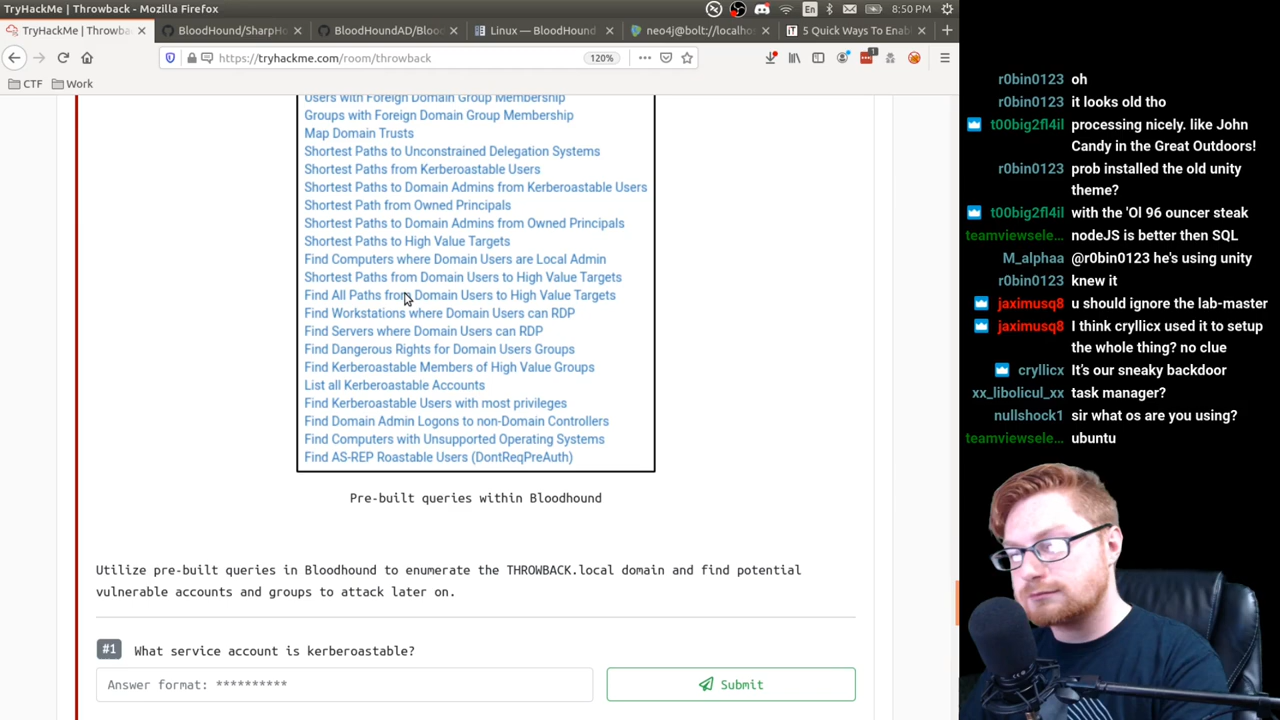 TryHackMe | Throwback - Mozilla Firefox
En
8:50 PM
TryHackMe | Throwba
BloodHound/SharpHo
BloodHoundAD/Bloo
Linux — BloodHound
neo4j@bolt://localho
5 Quick Ways To Enab
https://tryhackme.com/room/throwback
120%
1
CTF
Work
Users with Foreign Domain Group Membership
Groups with Foreign Domain Group Membership
Map Domain Trusts
Shortest Paths to Unconstrained Delegation Systems
Shortest Paths from Kerberoastable Users
Shortest Paths to Domain Admins from Kerberoastable Users
Shortest Path from Owned Principals
Shortest Paths to Domain Admins from Owned Principals
Shortest Paths to High Value Targets
Find Computers where Domain Users are Local Admin
Shortest Paths from Domain Users to High Value Targets
Find All Paths from Domain Users to High Value Targets
Find Workstations where Domain Users can RDP
Find Servers where Domain Users can RDP
Find Dangerous Rights for Domain Users Groups
Find Kerberoastable Members of High Value Groups
List all Kerberoastable Accounts
Find Kerberoastable Users with most privileges
Find Domain Admin Logons to non-Domain Controllers
Find Computers with Unsupported Operating Systems
Find AS-REP Roastable Users (DontReqPreAuth)
Pre-built queries within Bloodhound
Utilize pre-built queries in Bloodhound to enumerate the THROWBACK.local domain and find potential
vulnerable accounts and groups to attack later on.
#1 What service account is kerberoastable?
Answer format: **********
Submit
r0bin0123 oh
r0bin0123 it looks old tho
t00big2fl4il processing nicely. like John
Candy in the Great Outdoors!
r0bin0123 prob installed the old unity
theme?
t00big2fl4il with the 'Ol 96 ouncer steak
teamviewsele… nodeJS is better then SQL
M_alphaa @r0bin0123 he's using unity
r0bin0123 knew it
jaximusq8 u should ignore the lab-master
jaximusq8 I think cryllicx used it to setup
the whole thing? no clue
cryllicx It's our sneaky backdoor
xx_libolicul_xx task manager?
nullshock1 sir what os are you using?
teamviewsele… ubuntu